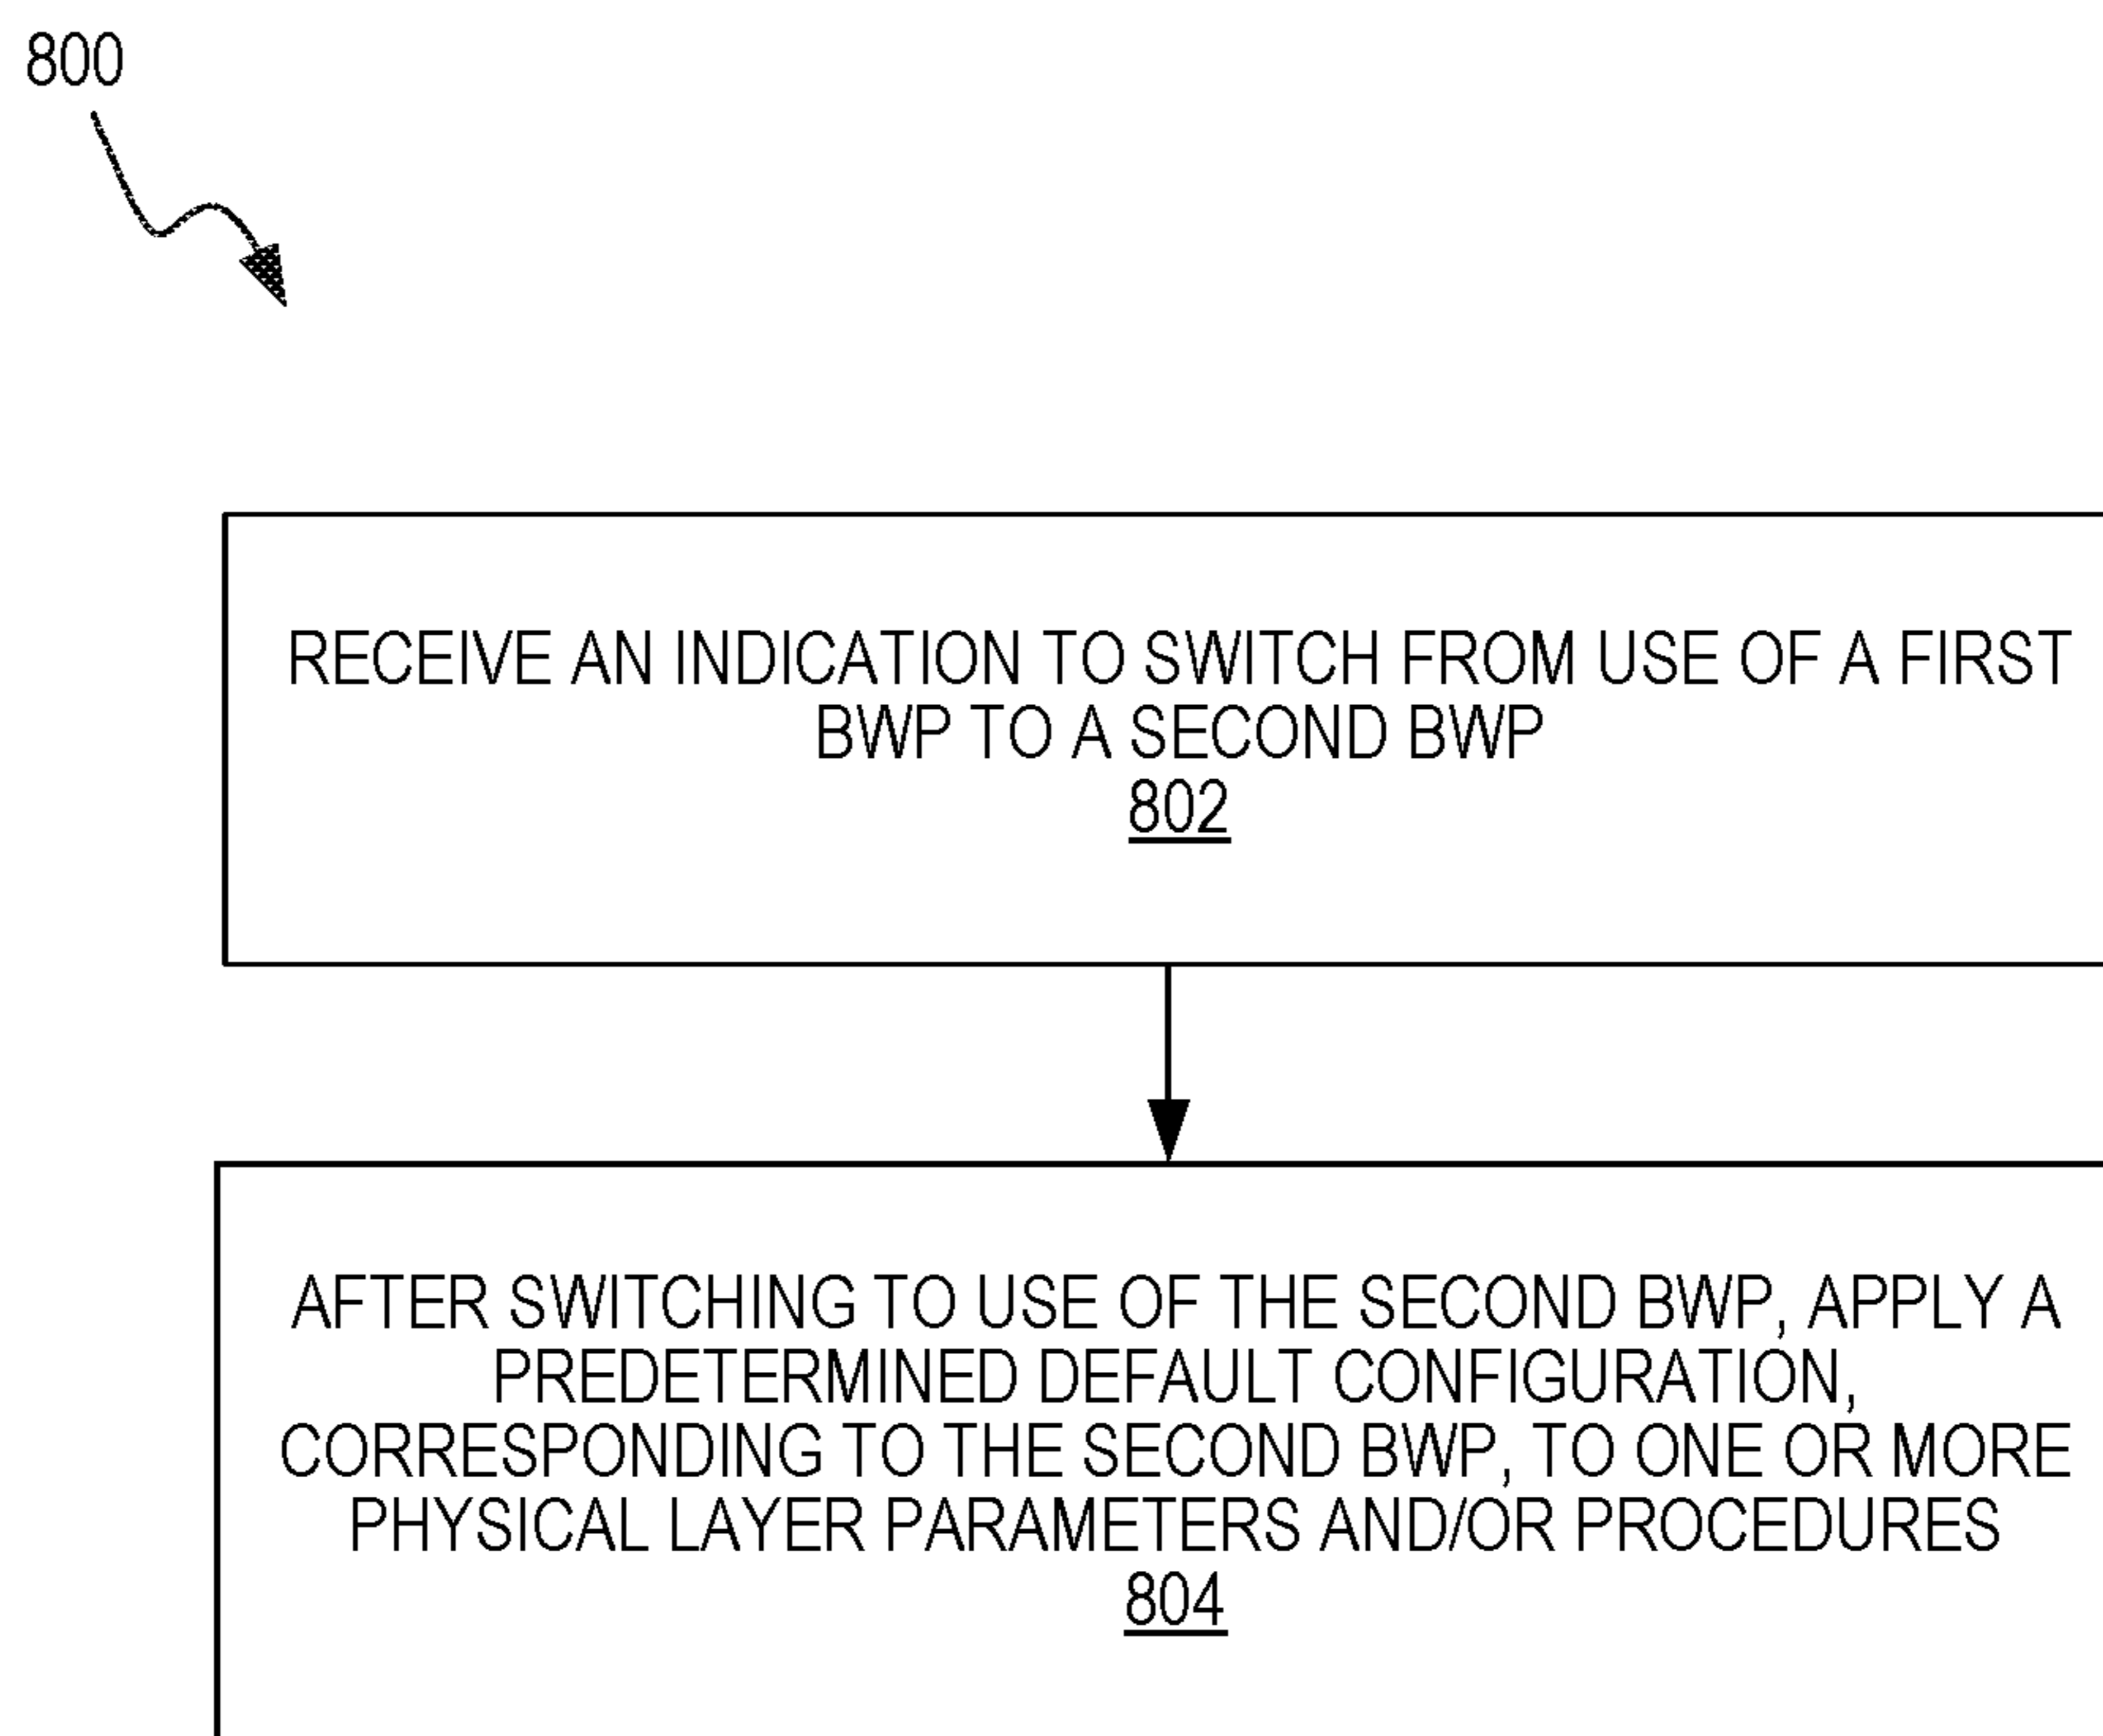 800
RECEIVE AN INDICATION TO SWITCH FROM USE OF A FIRST
BWP TO A SECOND BWP
802
AFTER SWITCHING TO USE OF THE SECOND BWP, APPLY A
PREDETERMINED DEFAULT CONFIGURATION,
CORRESPONDING TO THE SECOND BWP, TO ONE OR MORE
PHYSICAL LAYER PARAMETERS AND/OR PROCEDURES
804